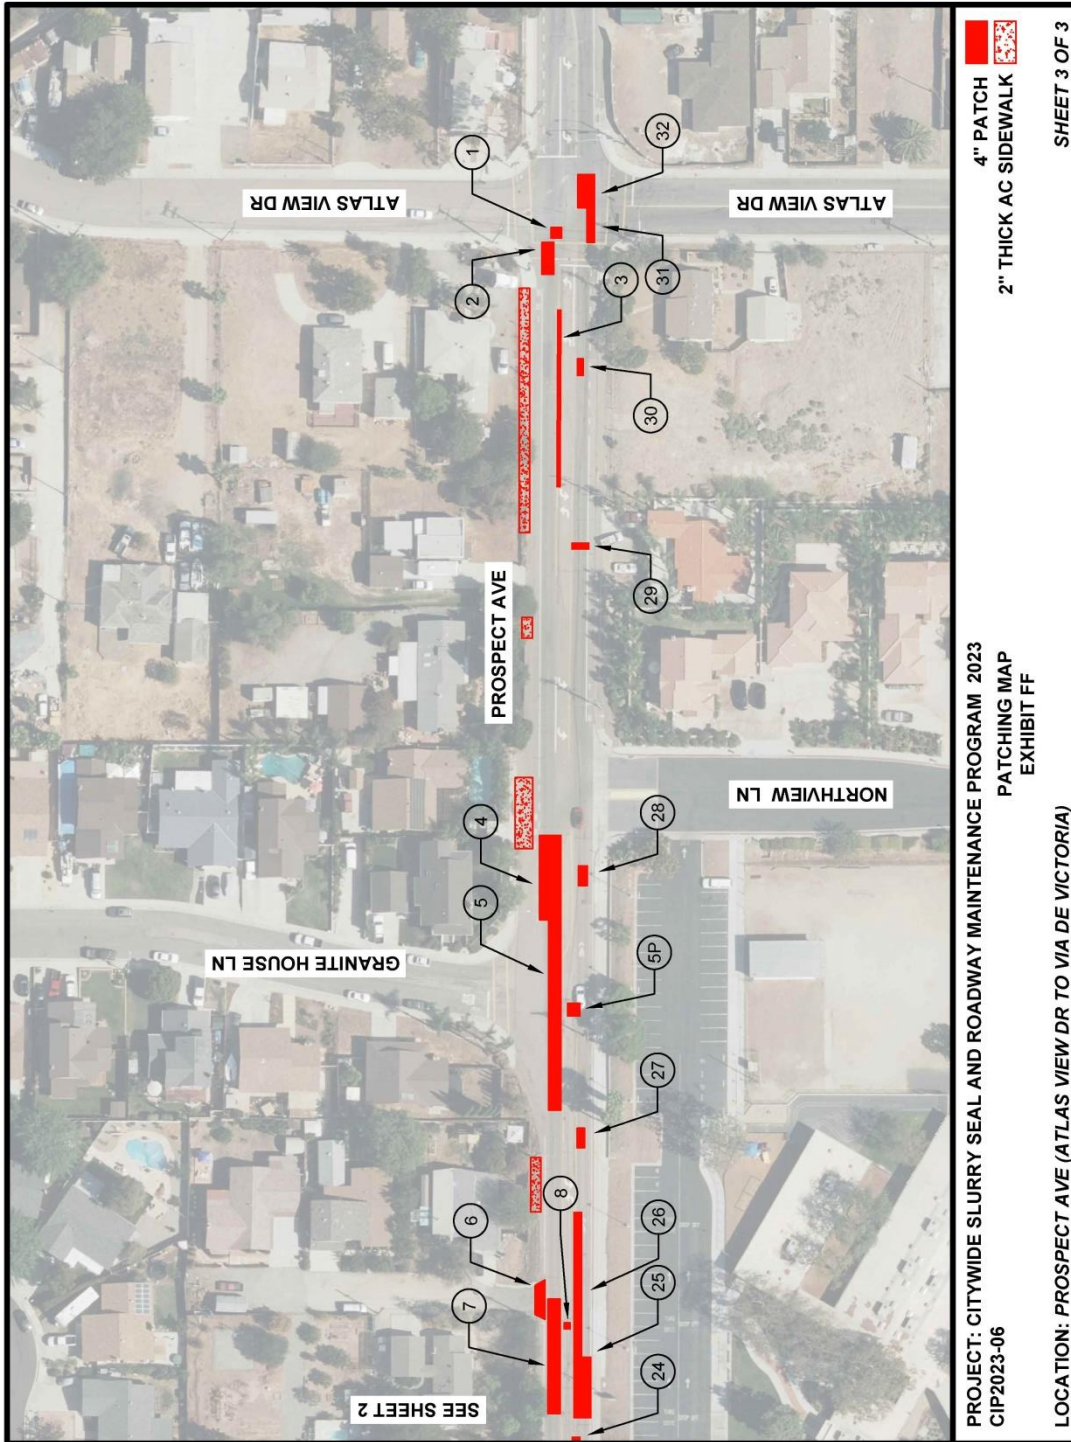 ATLAS VIEW DR
ATLAS VIEW DR
PROSPECT AVE
NORTHVIEW LN
GRANITE HOUSE LN
SEE SHEET 2
1
2
3
4
5
5P
6
7
8
24
25
26
27
28
29
30
31
32
PROJECT: CITYWIDE SLURRY SEAL AND ROADWAY MAINTENANCE PROGRAM 2023
CIP2023-06
PATCHING MAP
EXHIBIT FF
LOCATION: PROSPECT AVE (ATLAS VIEW DR TO VIA DE VICTORIA)
4" PATCH
2" THICK AC SIDEWALK
SHEET 3 OF 3